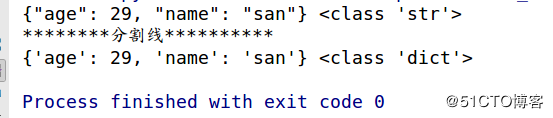 {"age": 29, "name": "san"} <class 'str'>
********分割线**********
{'age': 29, 'name': 'san'} <class 'dict'>
Process finished with exit code 0
@51CTO博客